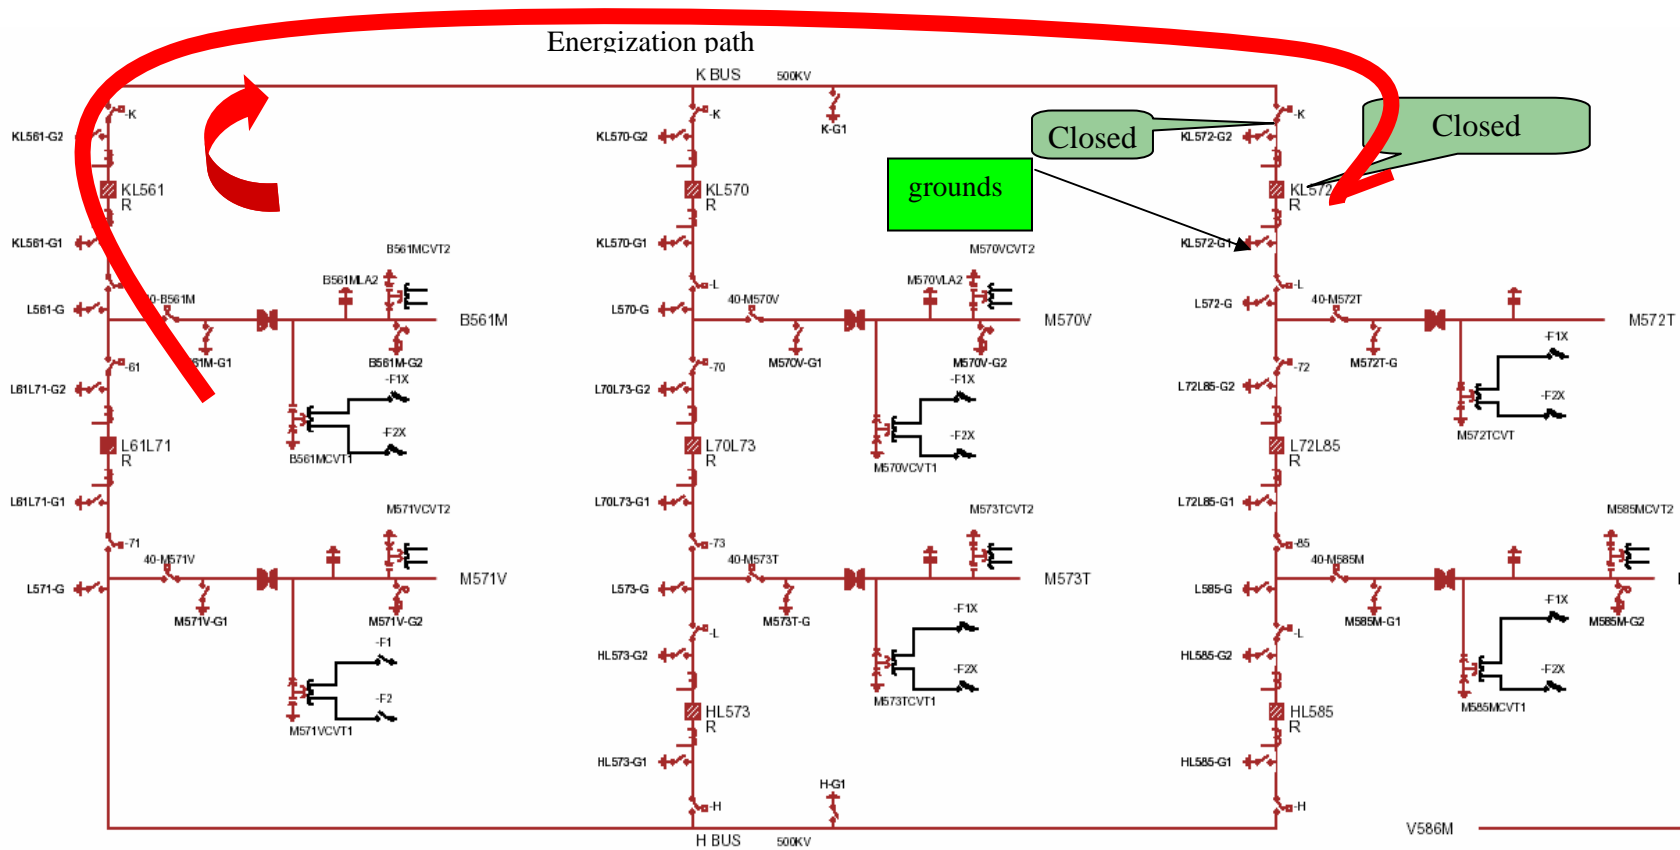 Energization path
K BUS 500KV
-K
-K
-K
KL561-G2
KL570-G2
K-G1
Closed
KL572-G2
Closed
KL561
R
KL570
R
grounds
KL572
R
KL561-G1
B561MCVT2
KL570-G1
M570VCVT2
KL572-G1
B561MLA2
-L
M570VLA2
-L
L561-G
40-B561M
B561M
L570-G
40-M570V
M570V
L572-G
40-M572T
M572T
61M-G1
B561M-G2
M570V-G1
M570V-G2
M572T-G
-F1X
-61
-70
-72
L61L71-G2
-F1X
L70L73-G2
-F1X
L72L85-G2
-F2X
L61L71
R
-F2X
B561MCVT1
L70L73
R
-F2X
M570VCVT1
L72L85
R
M572TCVT
L61L71-G1
M571VCVT2
L70L73-G1
M573TCVT2
L72L85-G1
M585MCVT2
-71
-73
-85
40-M571V
M571V
40-M573T
M573T
40-M585M
L571-G
L573-G
L585-G
M571V-G1
M571V-G2
M573T-G
-F1X
M585M-G1
-F1X
M585M-G2
-F1
-L
-L
HL573-G2
HL585-G2
-F2
-F2X
-F2X
M571VCVT1
HL573
R
M573TCVT1
HL585
R
M585MCVT1
HL573-G1
HL585-G1
H-G1
-H
-H
H BUS 500KV
V586M